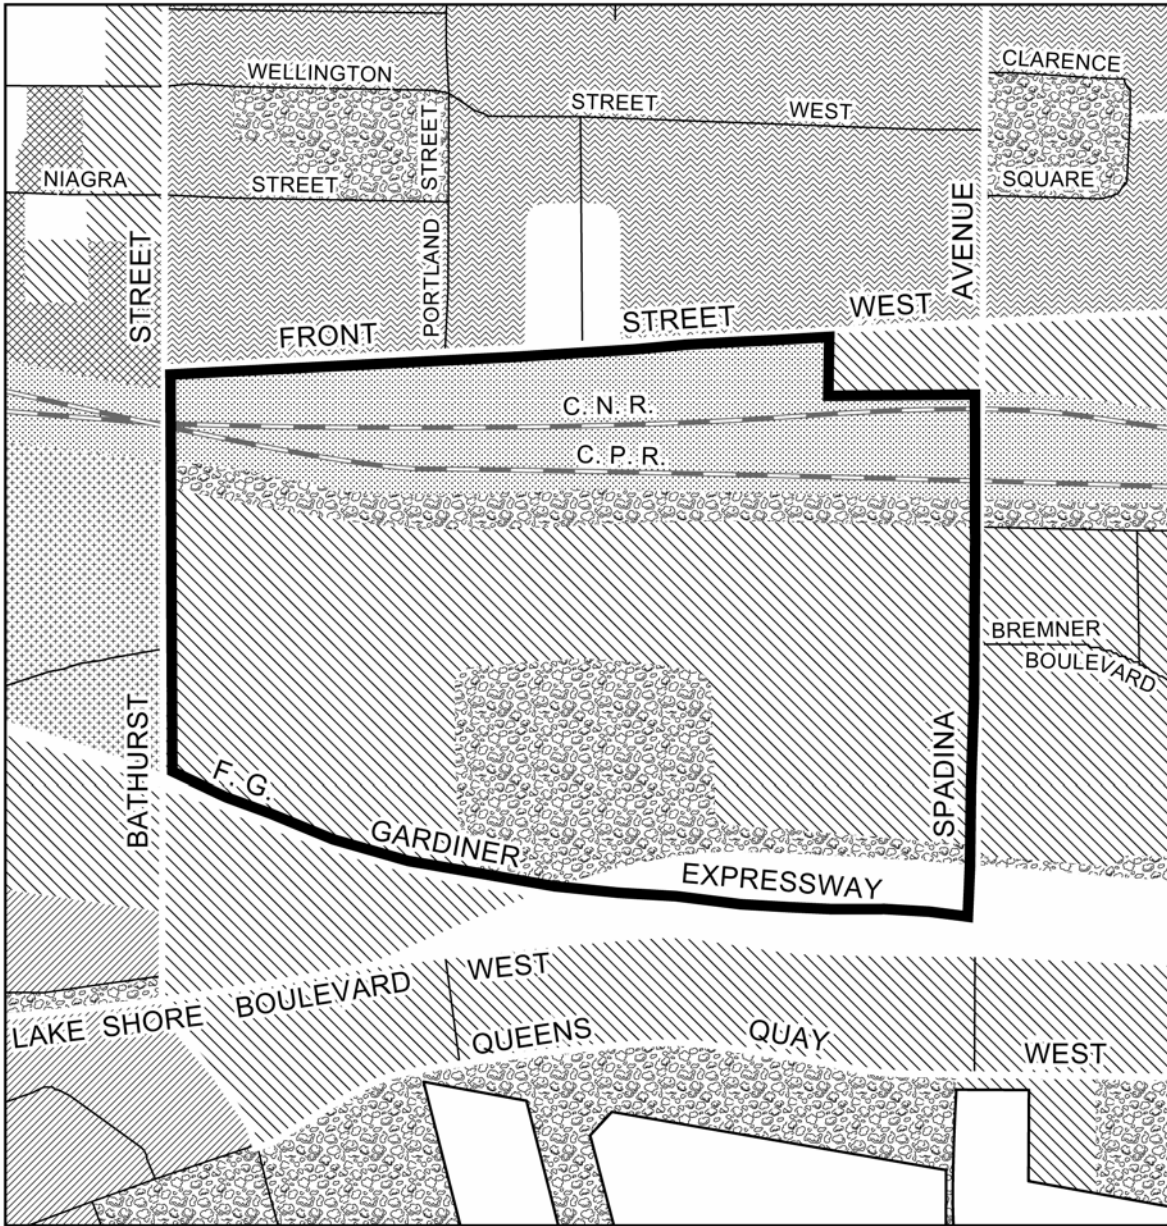 WELLINGTON
STREET
WEST
CLARENCE
SQUARE
NIAGRA
STREET
PORTLAND STREET
STREET
AVENUE
FRONT
STREET
WEST
C. N. R.
C. P. R.
BREMNER
BOULEVARD
BATHURST
SPADINA
F. G.
GARDINER
EXPRESSWAY
LAKE SHORE BOULEVARD WEST
QUEENS QUAY WEST